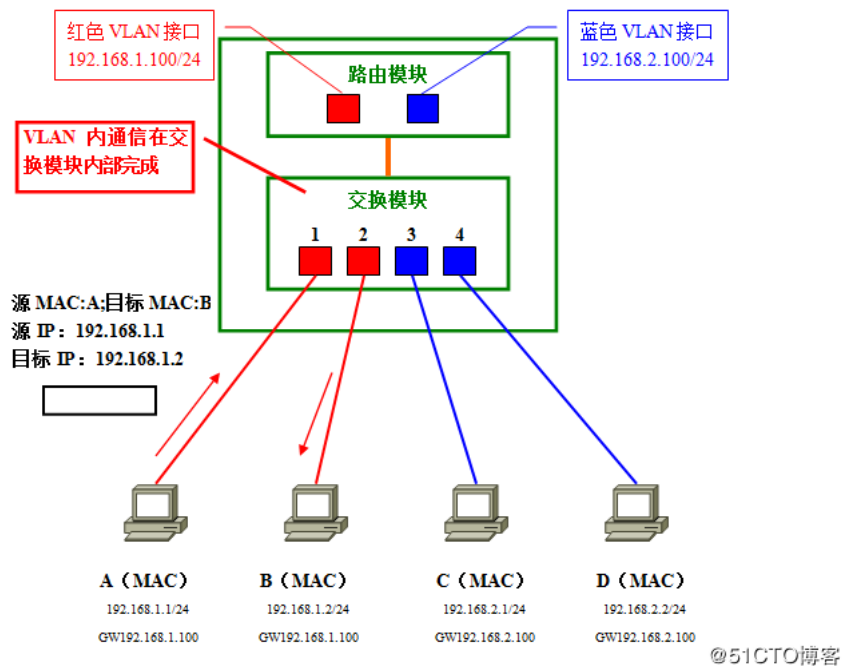 红色 VLAN 接口
192.168.1.100/24
蓝色 VLAN 接口
192.168.2.100/24
路由模块
VLAN 内通信在交
换模块内部完成
交换模块
1 2 3 4
源 MAC:A;目标 MAC:B
源 IP：192.168.1.1
目标 IP：192.168.1.2
A（MAC） B（MAC） C（MAC） D（MAC）
192.168.1.1/24 192.168.1.2/24 192.168.2.1/24 192.168.2.2/24
GW192.168.1.100 GW192.168.1.100 GW192.168.2.100 GW192.168.2.100
@51CTO博客